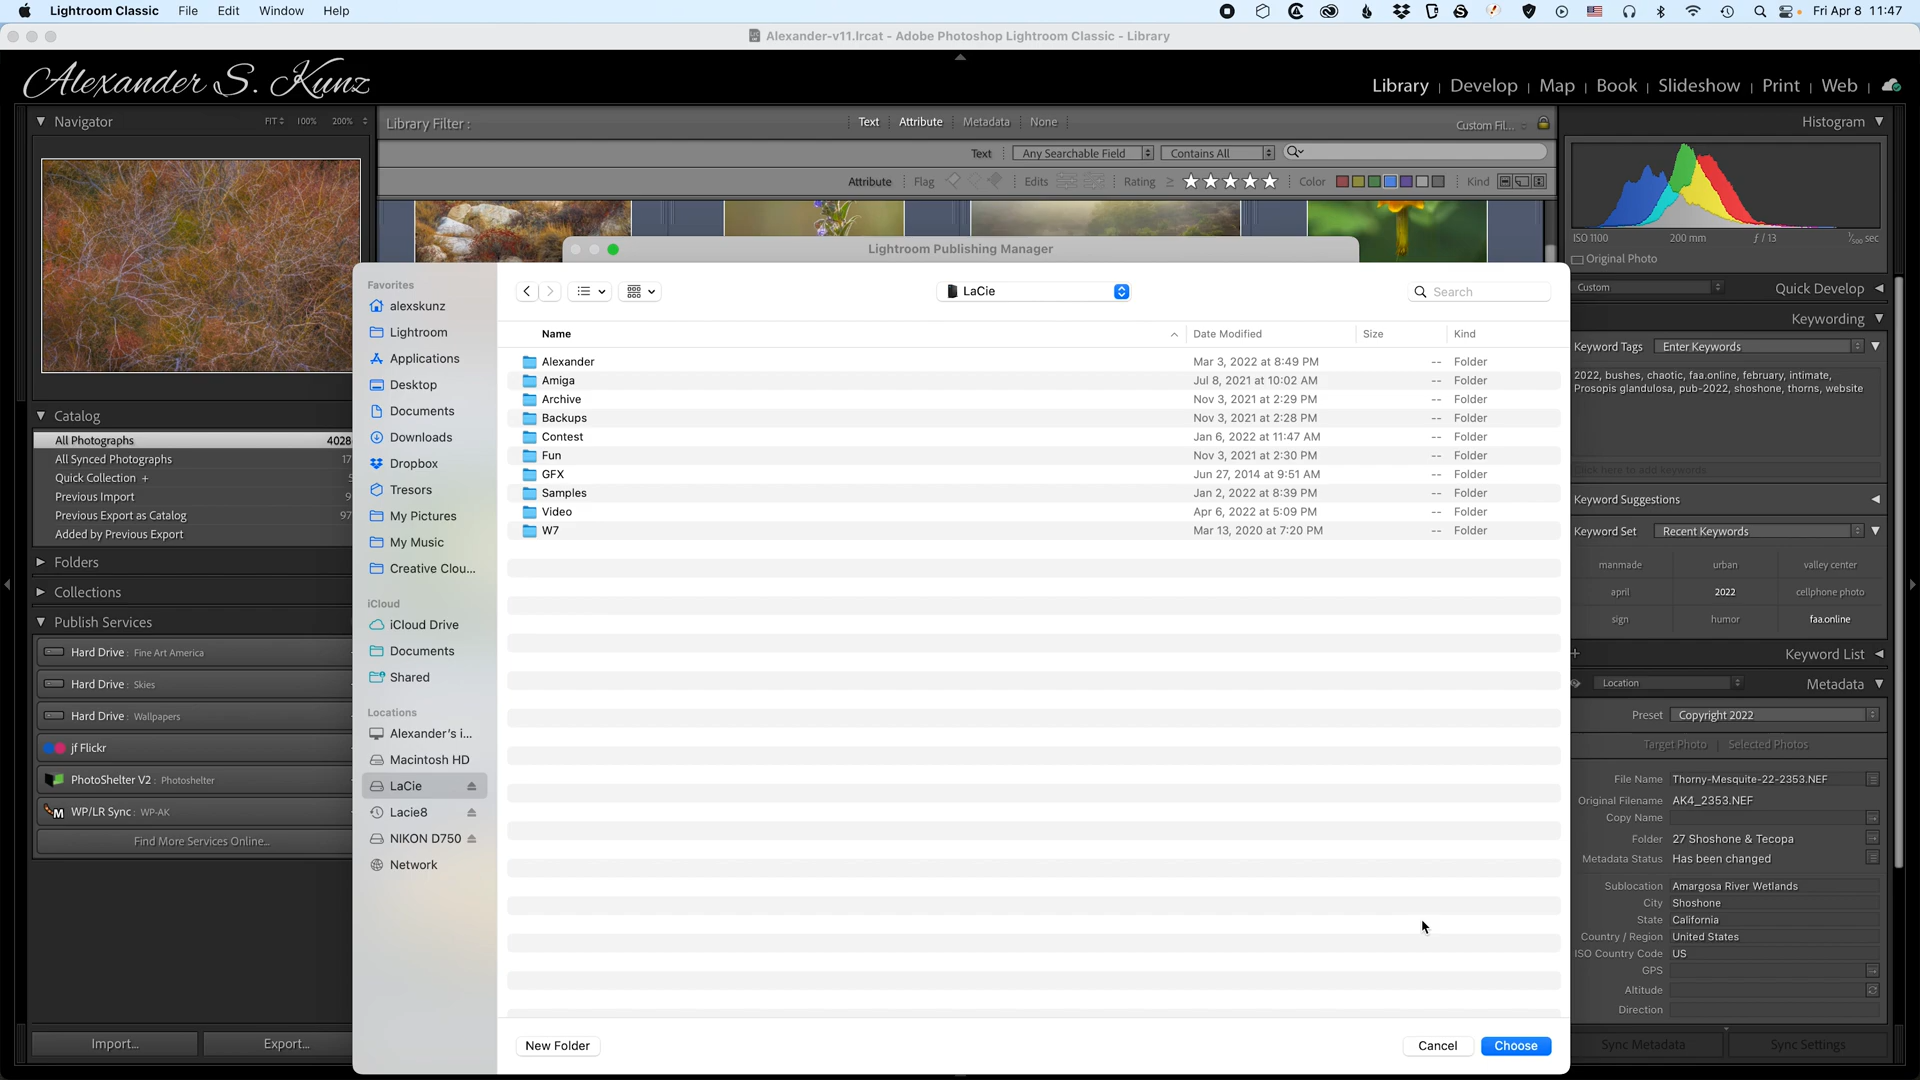 Lightroom Classic File Edit Window Help
Fri Apr 8 11:47
Alexander-v11.lrcat - Adobe Photoshop Lightroom Classic - Library
Alexander S. Kunz
Library | Develop | Map | Book | Slideshow | Print | Web
Navigator FIT 100% 200%
Library Filter : Text Attribute Metadata None Custom Fil...
Histogram
Text Any Searchable Field Contains All
Attribute Flag Edits Rating ≥ Color Kind
ISO 1100 200 mm ƒ / 13 1/500 sec
Original Photo
Lightroom Publishing Manager
Favorites
alexskunz
Lightroom
Applications
Desktop
Documents
Downloads
Dropbox
Tresors
My Pictures
My Music
Creative Clou...
iCloud
iCloud Drive
Documents
Shared
Locations
Alexander's i...
Macintosh HD
LaCie
Lacie8
NIKON D750
Network
LaCie
Search
Name Date Modified Size Kind
Alexander Mar 3, 2022 at 8:49 PM -- Folder
Amiga Jul 8, 2021 at 10:02 AM -- Folder
Archive Nov 3, 2021 at 2:29 PM -- Folder
Backups Nov 3, 2021 at 2:28 PM -- Folder
Contest Jan 6, 2022 at 11:47 AM -- Folder
Fun Nov 3, 2021 at 2:30 PM -- Folder
GFX Jun 27, 2014 at 9:51 AM -- Folder
Samples Jan 2, 2022 at 8:39 PM -- Folder
Video Apr 6, 2022 at 5:09 PM -- Folder
W7 Mar 13, 2020 at 7:20 PM -- Folder
New Folder Cancel Choose
Catalog
All Photographs 4028
All Synced Photographs 17
Quick Collection +
Previous Import 9
Previous Export as Catalog 97
Added by Previous Export
Folders
Collections
Publish Services
Hard Drive : Fine Art America
Hard Drive : Skies
Hard Drive : Wallpapers
jf Flickr
PhotoShelter V2 : Photoshelter
WP/LR Sync : WP-AK
Find More Services Online...
Import... Export...
Custom Quick Develop
Keywording
Keyword Tags Enter Keywords
2022, bushes, chaotic, faa.online, february, intimate,
Prosopis glandulosa, pub-2022, shoshone, thorns, website
Click here to add keywords
Keyword Suggestions
Keyword Set Recent Keywords
manmade urban valley center
april 2022 cellphone photo
sign humor faa.online
Keyword List
Location Metadata
Preset Copyright 2022
Target Photo | Selected Photos
File Name Thorny-Mesquite-22-2353.NEF
Original Filename AK4_2353.NEF
Copy Name
Folder 27 Shoshone & Tecopa
Metadata Status Has been changed
Sublocation Amargosa River Wetlands
City Shoshone
State California
Country / Region United States
ISO Country Code US
GPS
Altitude
Direction
Sync Metadata Sync Settings